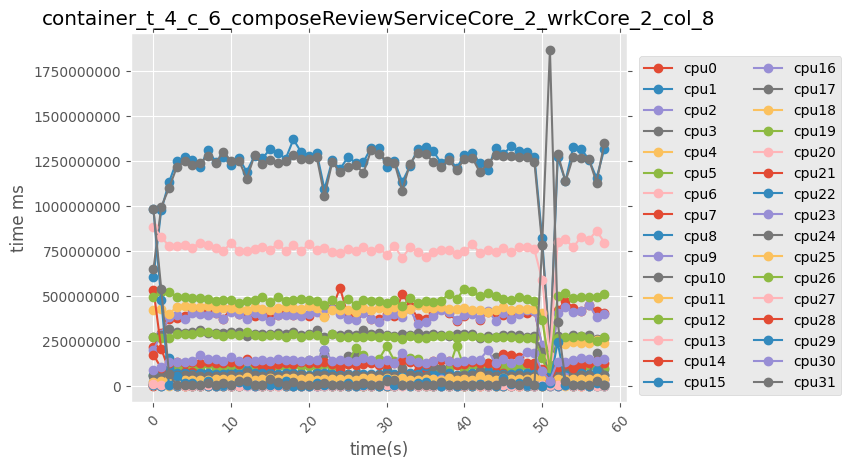 container_t_4_c_6_composeReviewServiceCore_2_wrkCore_2_col_8
time ms
1750000000
1500000000
1250000000
1000000000
750000000
500000000
250000000
0
0
10
20
30
40
50
60
time(s)
cpu0
cpu1
cpu2
cpu3
cpu4
cpu5
cpu6
cpu7
cpu8
cpu9
cpu10
cpu11
cpu12
cpu13
cpu14
cpu15
cpu16
cpu17
cpu18
cpu19
cpu20
cpu21
cpu22
cpu23
cpu24
cpu25
cpu26
cpu27
cpu28
cpu29
cpu30
cpu31